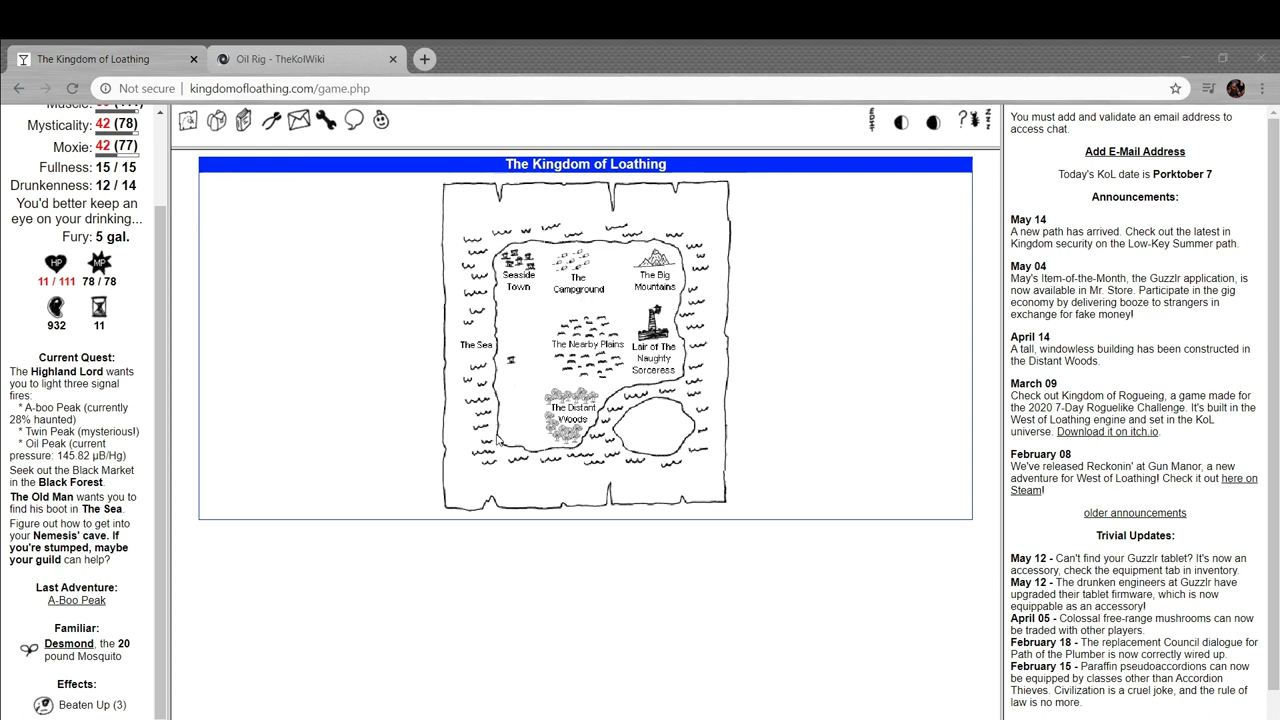 The Kingdom of Loathing
Oil Rig - TheKolWiki
Not secure | kingdomofloathing.com/game.php
Mysticality: 42 (78)
Moxie: 42 (77)
Fullness: 15 / 15
Drunkenness: 12 / 14
You'd better keep an
eye on your drinking...
Fury: 5 gal.
HP
MP
11 / 111
78 / 78
932
11
Current Quest:
The Highland Lord wants
you to light three signal
fires:
* A-boo Peak (currently
28% haunted)
* Twin Peak (mysterious!)
* Oil Peak (current
pressure: 145.82 µB/Hg)
Seek out the Black Market
in the Black Forest.
The Old Man wants you to
find his boot in The Sea.
Figure out how to get into
your Nemesis' cave. If
you're stumped, maybe
your guild can help?
Last Adventure:
A-Boo Peak
Familiar:
Desmond, the 20
pound Mosquito
Effects:
Beaten Up (3)
The Kingdom of Loathing
Seaside
Town
The
Campground
The Big
Mountains
The Sea
The Nearby Plains
Lair of The
Naughty
Sorceress
The Distant
Woods
You must add and validate an email address to
access chat.
Add E-Mail Address
Today's KoL date is Porktober 7
Announcements:
May 14
A new path has arrived. Check out the latest in
Kingdom security on the Low-Key Summer path.
May 04
May's Item-of-the-Month, the Guzzlr application, is
now available in Mr. Store. Participate in the gig
economy by delivering booze to strangers in
exchange for fake money!
April 14
A tall, windowless building has been constructed in
the Distant Woods.
March 09
Check out Kingdom of Rogueing, a game made for
the 2020 7-Day Roguelike Challenge. It's built in the
West of Loathing engine and set in the KoL
universe. Download it on itch.io.
February 08
We've released Reckonin' at Gun Manor, a new
adventure for West of Loathing! Check it out here on
Steam!
older announcements
Trivial Updates:
May 12 - Can't find your Guzzlr tablet? It's now an
accessory, check the equipment tab in inventory.
May 12 - The drunken engineers at Guzzlr have
upgraded their tablet firmware, which is now
equippable as an accessory!
April 05 - Colossal free-range mushrooms can now
be traded with other players.
February 18 - The replacement Council dialogue for
Path of the Plumber is now correctly wired up.
February 15 - Paraffin pseudoaccordions can now
be equipped by classes other than Accordion
Thieves. Civilization is a cruel joke, and the rule of
law is no more.